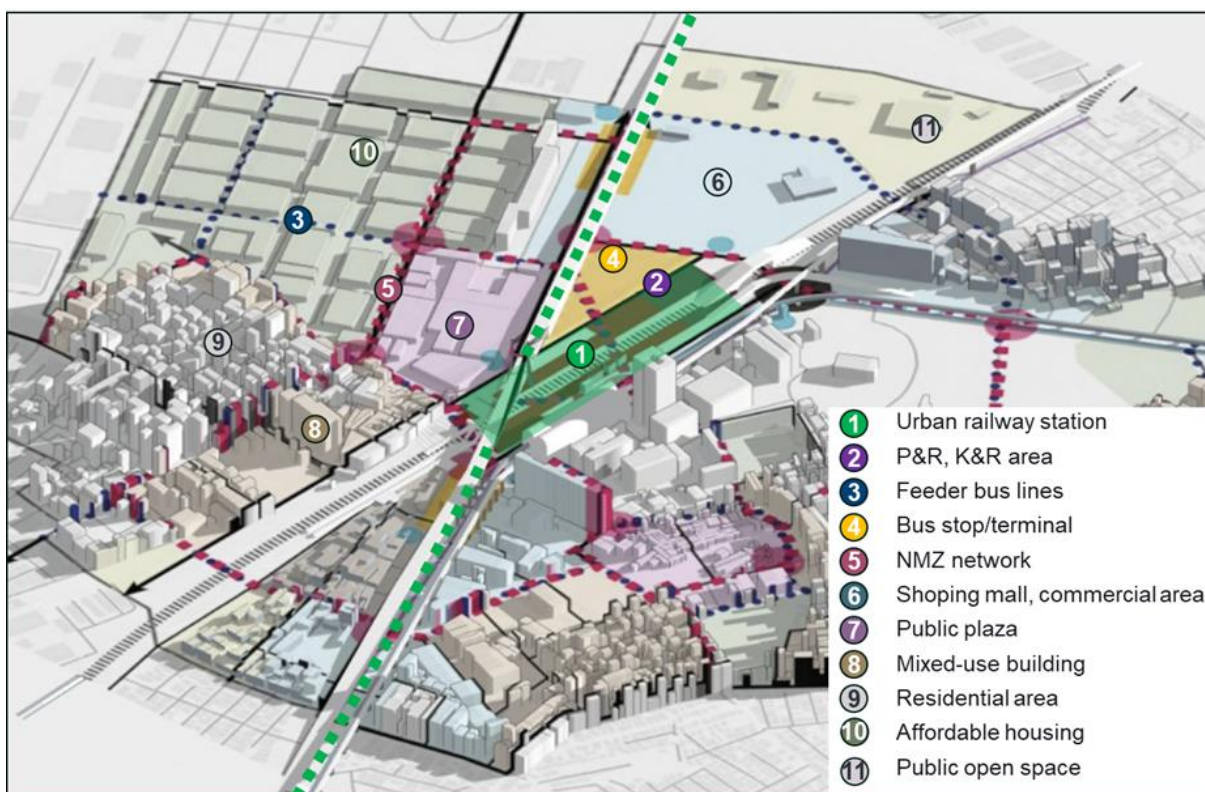 11
10
6
3
4
2
5
7
9
1
8
1 Urban railway station
2 P&R, K&R area
3 Feeder bus lines
4 Bus stop/terminal
5 NMZ network
6 Shoping mall, commercial area
7 Public plaza
8 Mixed-use building
9 Residential area
10 Affordable housing
11 Public open space